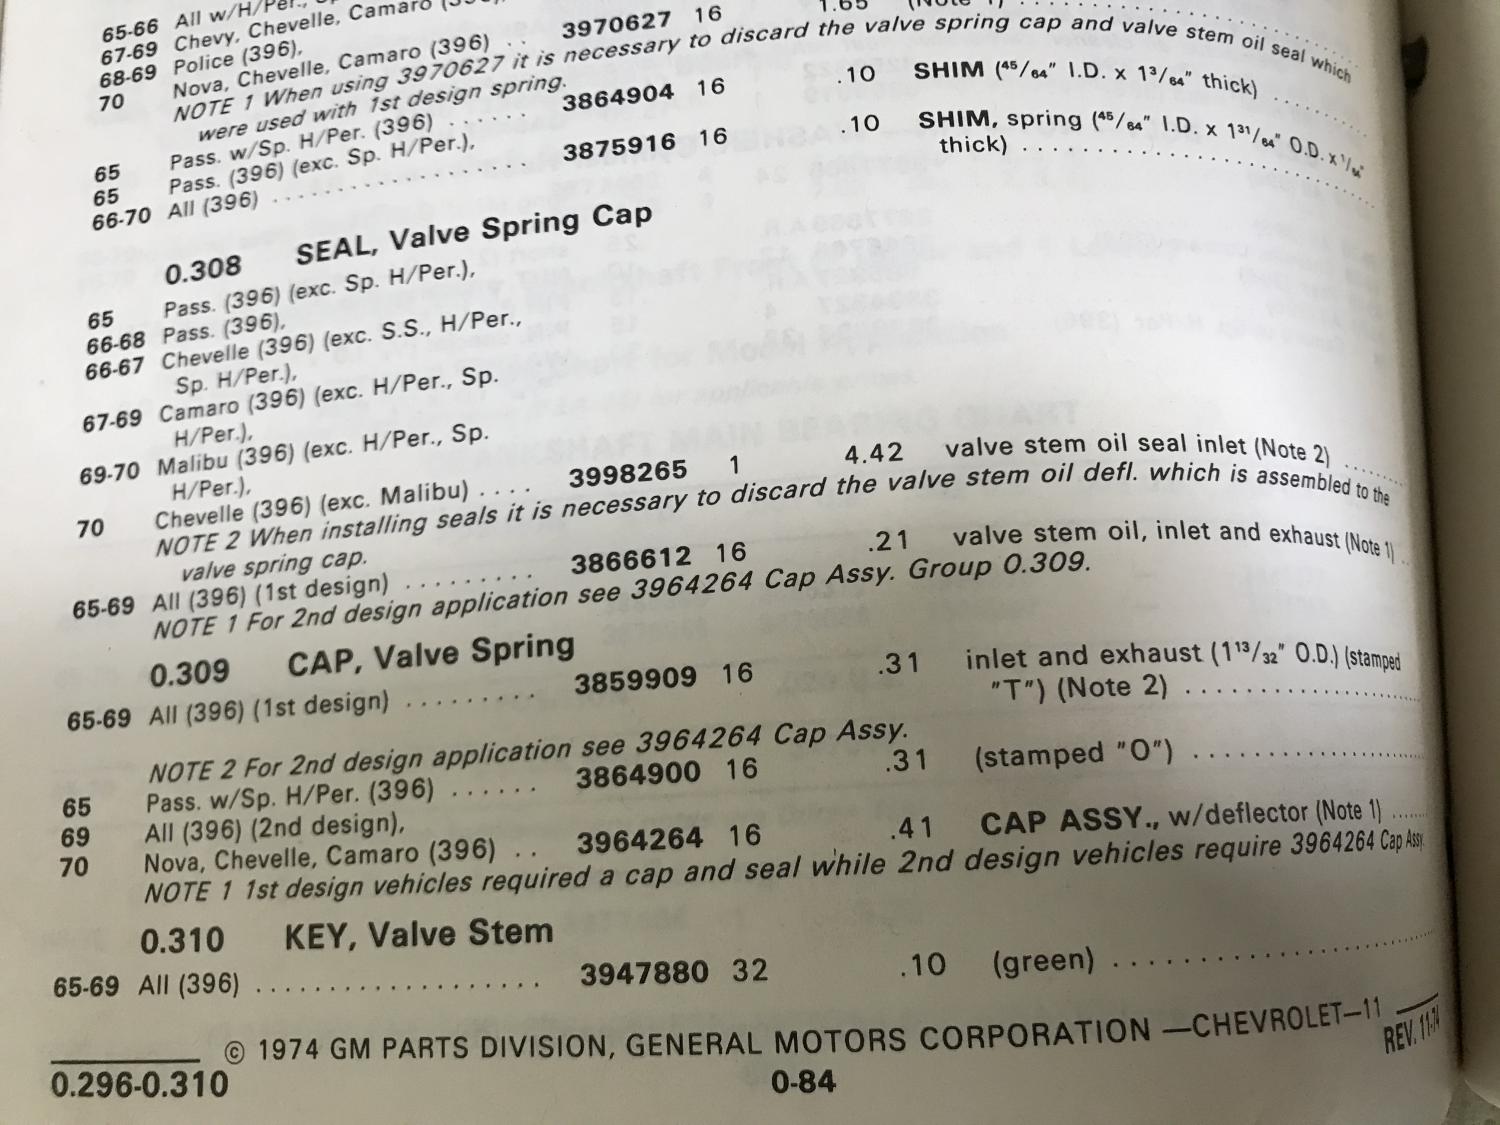 65-66 All w/H/Per.,
67-69 Chevy, Chevelle, Camaro
68-69 Police (396),
70 Nova, Chevelle, Camaro (396) . . 3970627 16 1.65 (Note 1)
NOTE 1 When using 3970627 it is necessary to discard the valve spring cap and valve stem oil seal which
were used with 1st design spring.
65 Pass. w/Sp. H/Per. (396) . . . . . . 3864904 16 .10 SHIM (45/64" I.D. x 13/64" thick)
65 Pass. (396) (exc. Sp. H/Per.),
66-70 All (396) . . . . . . . . . . . . . . . . . . 3875916 16 .10 SHIM, spring (45/64" I.D. x 131/64" O.D. x 1/64"
thick)
0.308 SEAL, Valve Spring Cap
65 Pass. (396) (exc. Sp. H/Per.),
66-68 Pass. (396),
66-67 Chevelle (396) (exc. S.S., H/Per.,
Sp. H/Per.),
67-69 Camaro (396) (exc. H/Per., Sp.
H/Per.),
69-70 Malibu (396) (exc. H/Per., Sp.
H/Per.),
70 Chevelle (396) (exc. Malibu) . . . . 3998265 1 4.42 valve stem oil seal inlet (Note 2)
NOTE 2 When installing seals it is necessary to discard the valve stem oil defl. which is assembled to the
valve spring cap.
65-69 All (396) (1st design) . . . . . . . . . 3866612 16 .21 valve stem oil, inlet and exhaust (Note 1)
NOTE 1 For 2nd design application see 3964264 Cap Assy. Group 0.309.
0.309 CAP, Valve Spring
65-69 All (396) (1st design) . . . . . . . . . 3859909 16 .31 inlet and exhaust (113/32" O.D.) (stamped
"T") (Note 2)
NOTE 2 For 2nd design application see 3964264 Cap Assy.
65 Pass. w/Sp. H/Per. (396) . . . . . . 3864900 16 .31 (stamped "O")
69 All (396) (2nd design),
70 Nova, Chevelle, Camaro (396) . . 3964264 16 .41 CAP ASSY., w/deflector (Note 1)
NOTE 1 1st design vehicles required a cap and seal while 2nd design vehicles require 3964264 Cap Assy.
0.310 KEY, Valve Stem
65-69 All (396) . . . . . . . . . . . . . . . . . . . . 3947880 32 .10 (green)
© 1974 GM PARTS DIVISION, GENERAL MOTORS CORPORATION —CHEVROLET—11 REV. 11-74
0.296-0.310 0-84